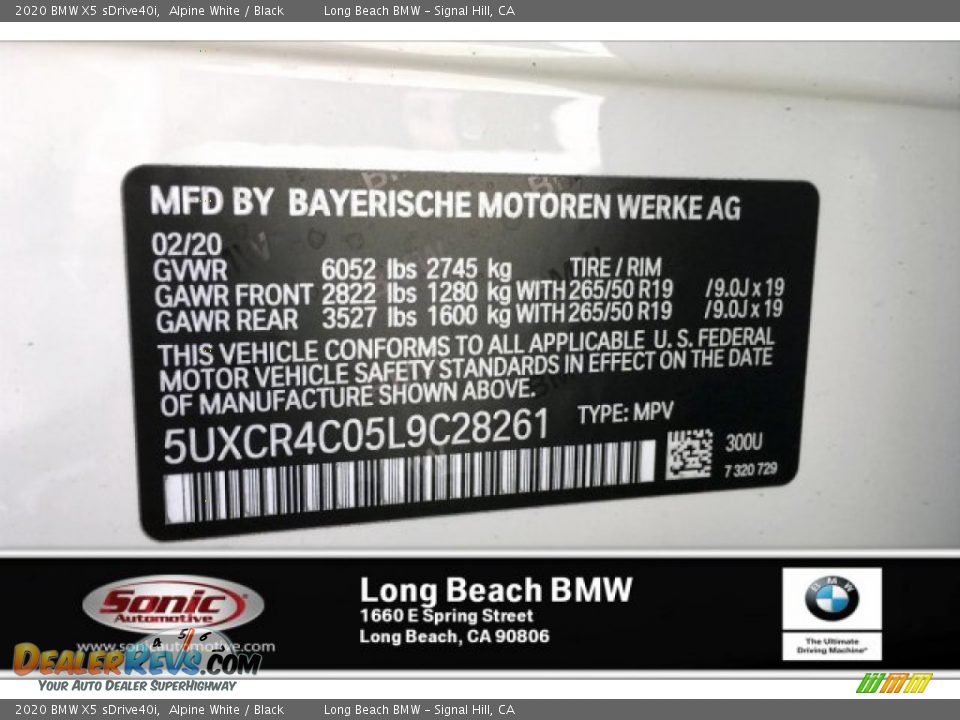 2020 BMW X5 sDrive40i, Alpine White / Black Long Beach BMW - Signal Hill, CA
MFD BY BAYERISCHE MOTOREN WERKE AG
02/20
GVWR 6052 lbs 2745 kg TIRE / RIM
GAWR FRONT 2822 lbs 1280 kg WITH 265/50 R19 /9.0J x 19
GAWR REAR 3527 lbs 1600 kg WITH 265/50 R19 /9.0J x 19
THIS VEHICLE CONFORMS TO ALL APPLICABLE U. S. FEDERAL
MOTOR VEHICLE SAFETY STANDARDS IN EFFECT ON THE DATE
OF MANUFACTURE SHOWN ABOVE.
5UXCR4C05L9C28261 TYPE: MPV
300U
7 320 729
Sonic
Automotive
www.sonicautomotive.com
Long Beach BMW
1660 E Spring Street
Long Beach, CA 90806
BMW
The Ultimate
Driving Machine®
4 5 6
DEALERREVS.COM
YOUR AUTO DEALER SUPERHIGHWAY
2020 BMW X5 sDrive40i, Alpine White / Black Long Beach BMW - Signal Hill, CA